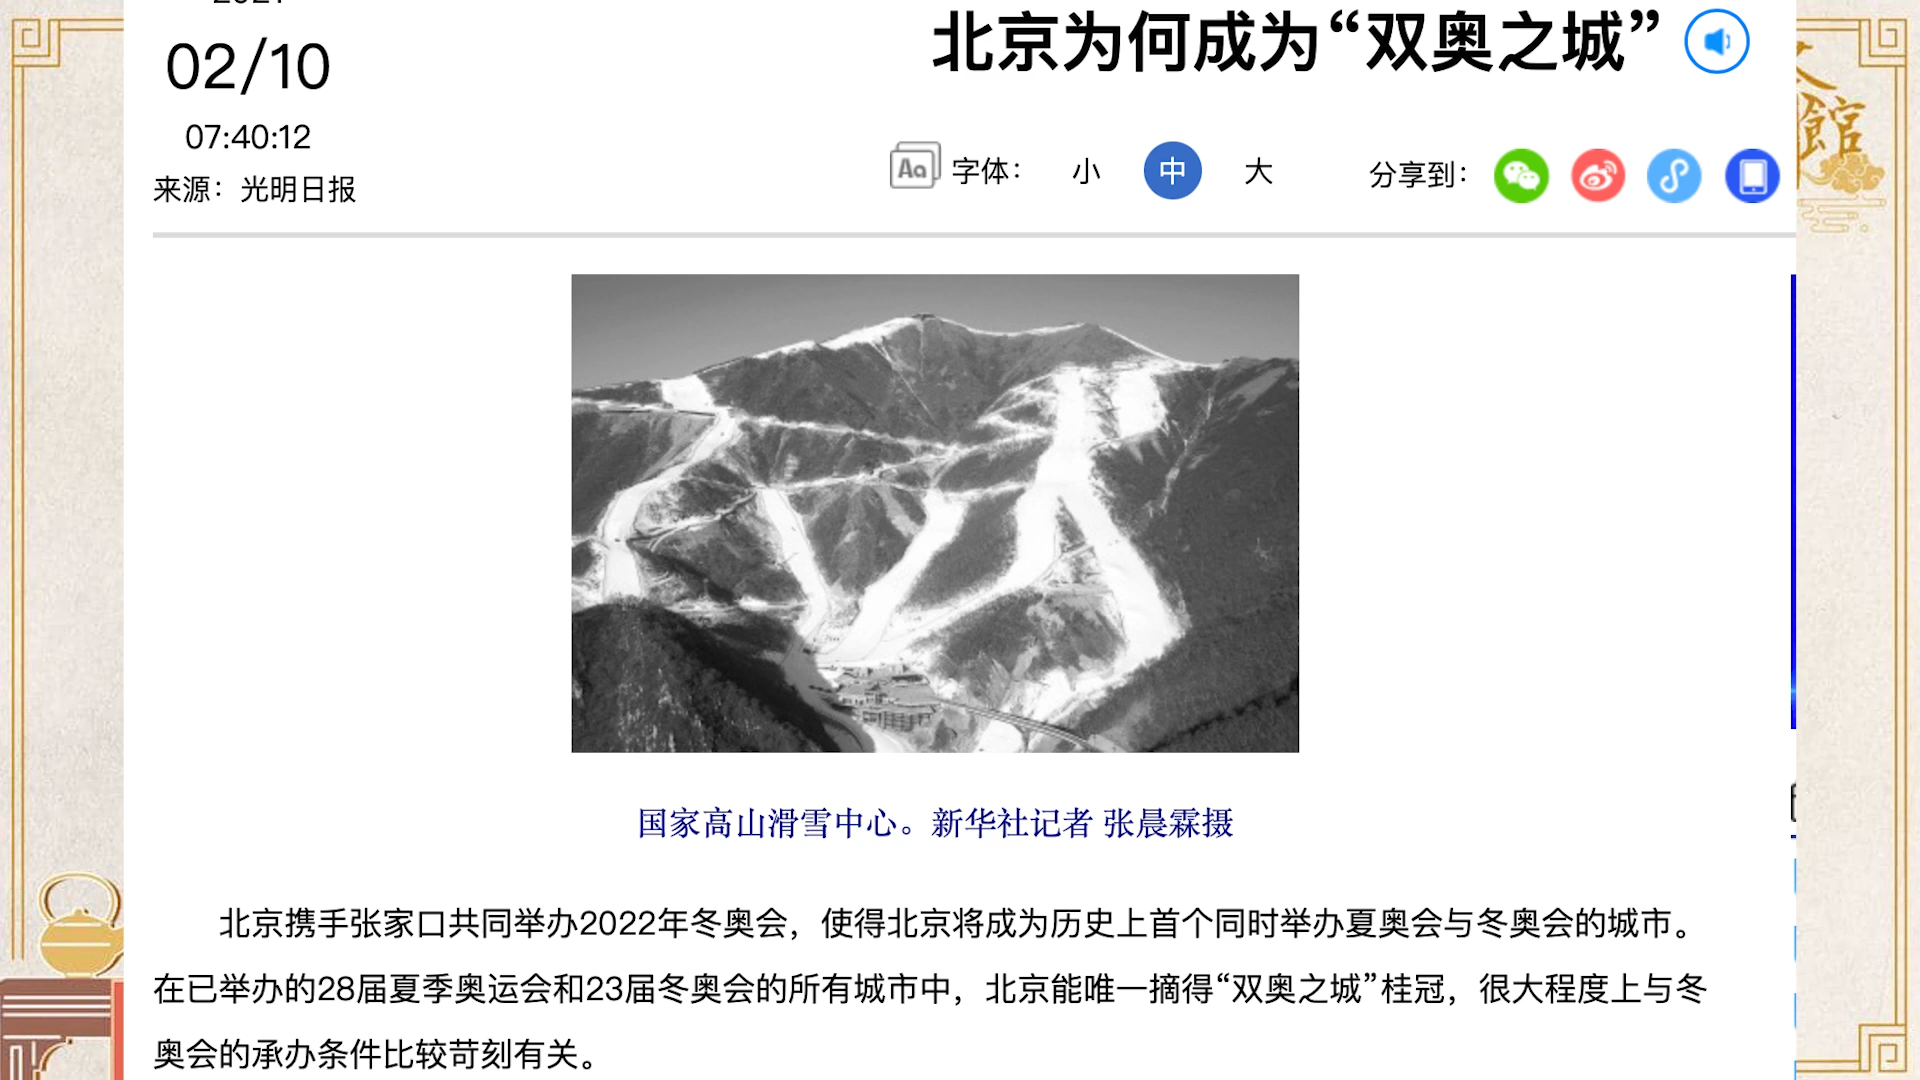 北京为何成为“双奥之城”
02/10
07:40:12
来源：光明日报
Aa 字体： 小 中 大 分享到：
国家高山滑雪中心。新华社记者 张晨霖摄
北京携手张家口共同举办2022年冬奥会，使得北京将成为历史上首个同时举办夏奥会与冬奥会的城市。
在已举办的28届夏季奥运会和23届冬奥会的所有城市中，北京能唯一摘得“双奥之城”桂冠，很大程度上与冬
奥会的承办条件比较苛刻有关。
館